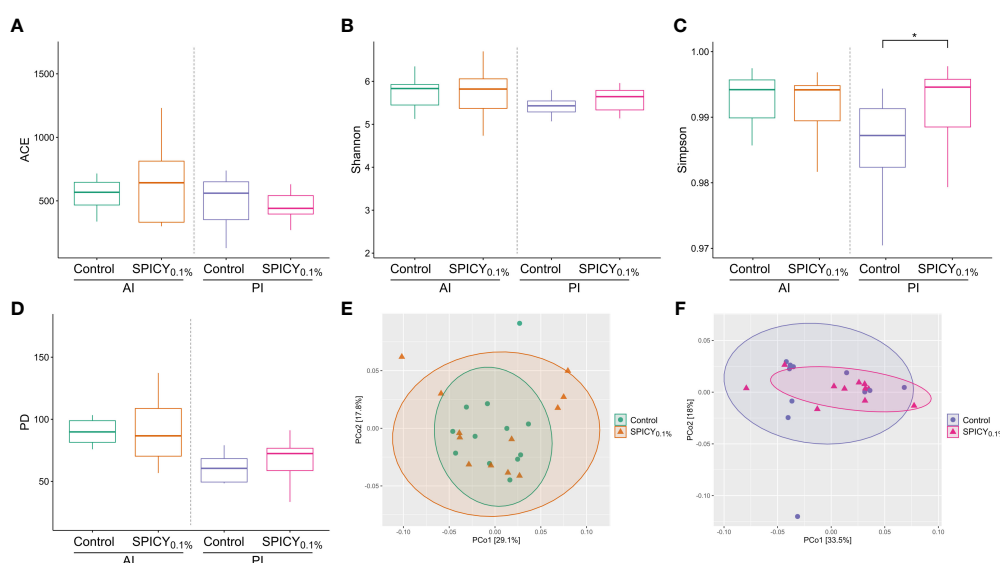 A
1500
1000
500
ACE
Control SPICY0.1% Control SPICY0.1%
AI PI
B
6
5
4
3
2
Shannon
Control SPICY0.1% Control SPICY0.1%
AI PI
C
*
1.00
0.99
0.98
0.97
Simpson
Control SPICY0.1% Control SPICY0.1%
AI PI
D
150
100
50
PD
Control SPICY0.1% Control SPICY0.1%
AI PI
E
0.05
0.00
-0.05
PCo2 [17.8%]
-0.10 -0.05 0.00 0.05 0.10
PCo1 [29.1%]
Control
SPICY0.1%
F
0.05
0.00
-0.05
-0.10
PCo2 [18%]
-0.10 -0.05 0.00 0.05 0.10
PCo1 [33.5%]
Control
SPICY0.1%